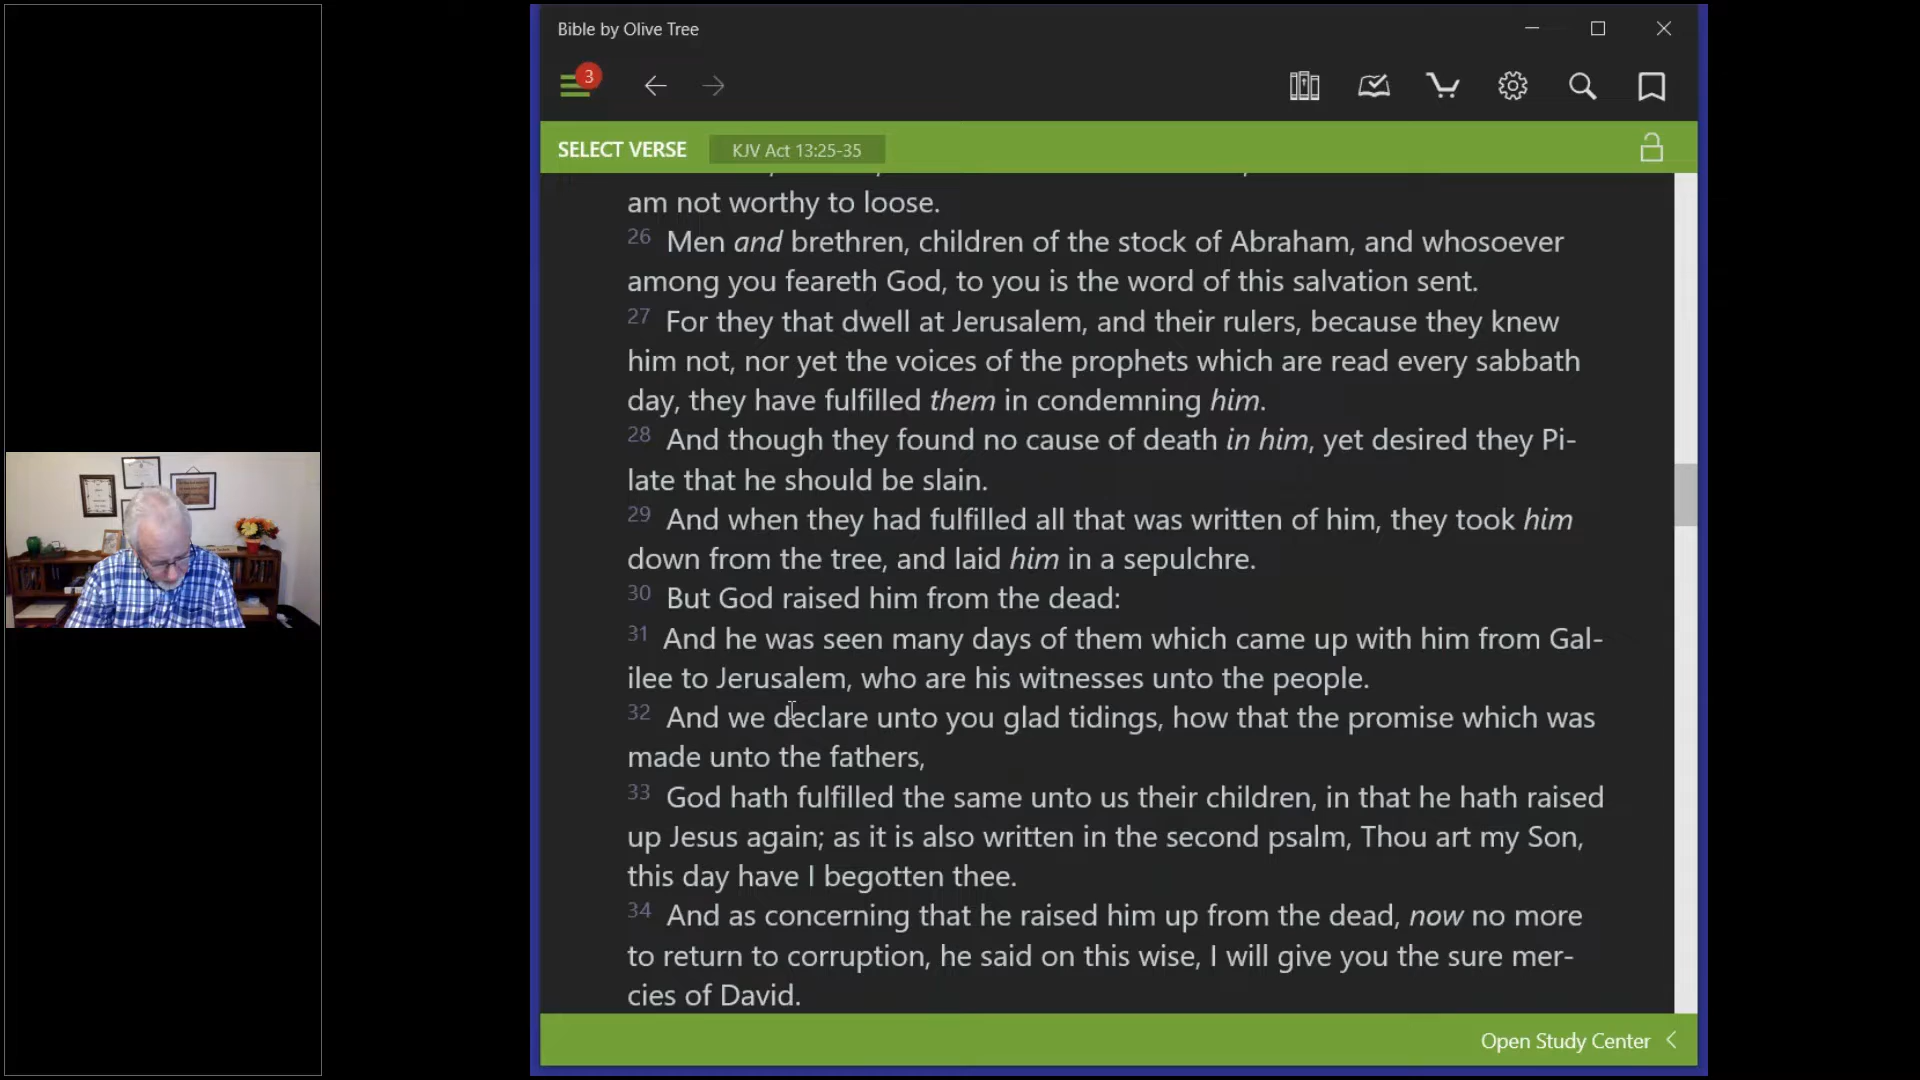 Bible by Olive Tree
3
SELECT VERSE KJV Act 13:25-35
am not worthy to loose.
26 Men and brethren, children of the stock of Abraham, and whosoever
among you feareth God, to you is the word of this salvation sent.
27 For they that dwell at Jerusalem, and their rulers, because they knew
him not, nor yet the voices of the prophets which are read every sabbath
day, they have fulfilled them in condemning him.
28 And though they found no cause of death in him, yet desired they Pi-
late that he should be slain.
29 And when they had fulfilled all that was written of him, they took him
down from the tree, and laid him in a sepulchre.
30 But God raised him from the dead:
31 And he was seen many days of them which came up with him from Gal-
ilee to Jerusalem, who are his witnesses unto the people.
32 And we declare unto you glad tidings, how that the promise which was
made unto the fathers,
33 God hath fulfilled the same unto us their children, in that he hath raised
up Jesus again; as it is also written in the second psalm, Thou art my Son,
this day have I begotten thee.
34 And as concerning that he raised him up from the dead, now no more
to return to corruption, he said on this wise, I will give you the sure mer-
cies of David.
Open Study Center